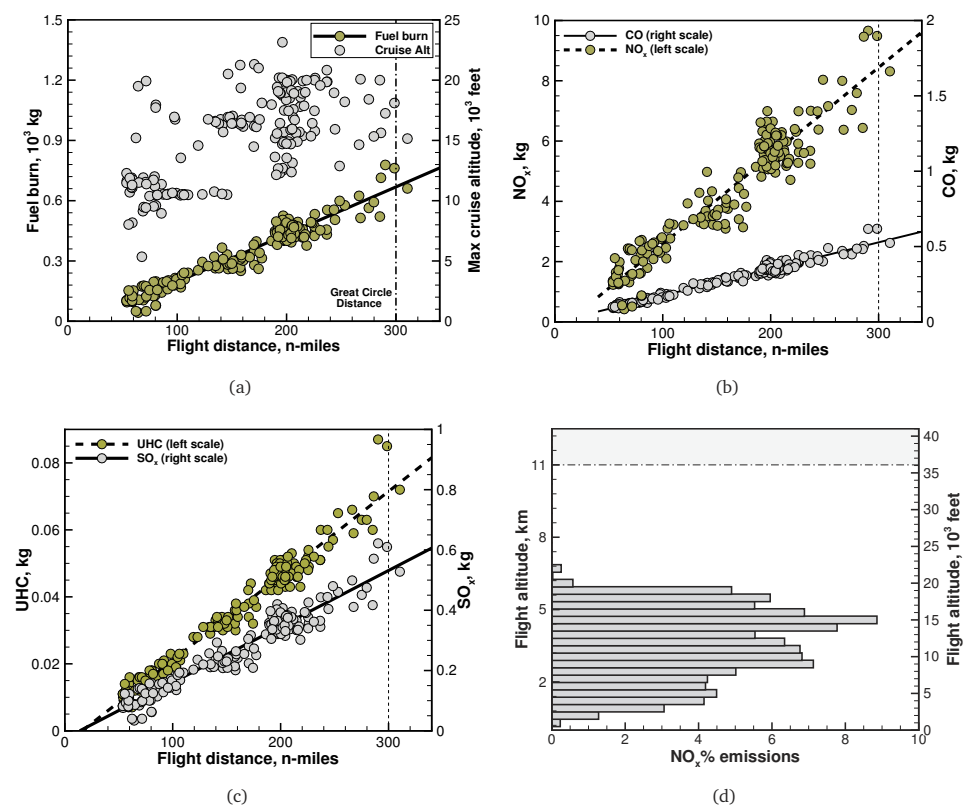 Fuel burn, 10³ kg
1.5
1.2
0.9
0.6
0.3
0
Fuel burn
Cruise Alt
Great Circle
Distance
25
20
15
10
5
0
Max cruise altitude, 10³ feet
0 100 200 300
Flight distance, n-miles
(a)
NOₓ, kg
10
8
6
4
2
0
CO (right scale)
NOₓ (left scale)
2
1.5
1
0.5
0
CO, kg
0 100 200 300
Flight distance, n-miles
(b)
UHC, kg
0.08
0.06
0.04
0.02
0
UHC (left scale)
SOₓ (right scale)
1
0.8
0.6
0.4
0.2
0
SOₓ, kg
0 100 200 300
Flight distance, n-miles
(c)
Flight altitude, km
11
8
5
2
40
35
30
25
20
15
10
5
0
Flight altitude, 10³ feet
0 2 4 6 8 10
NOₓ% emissions
(d)